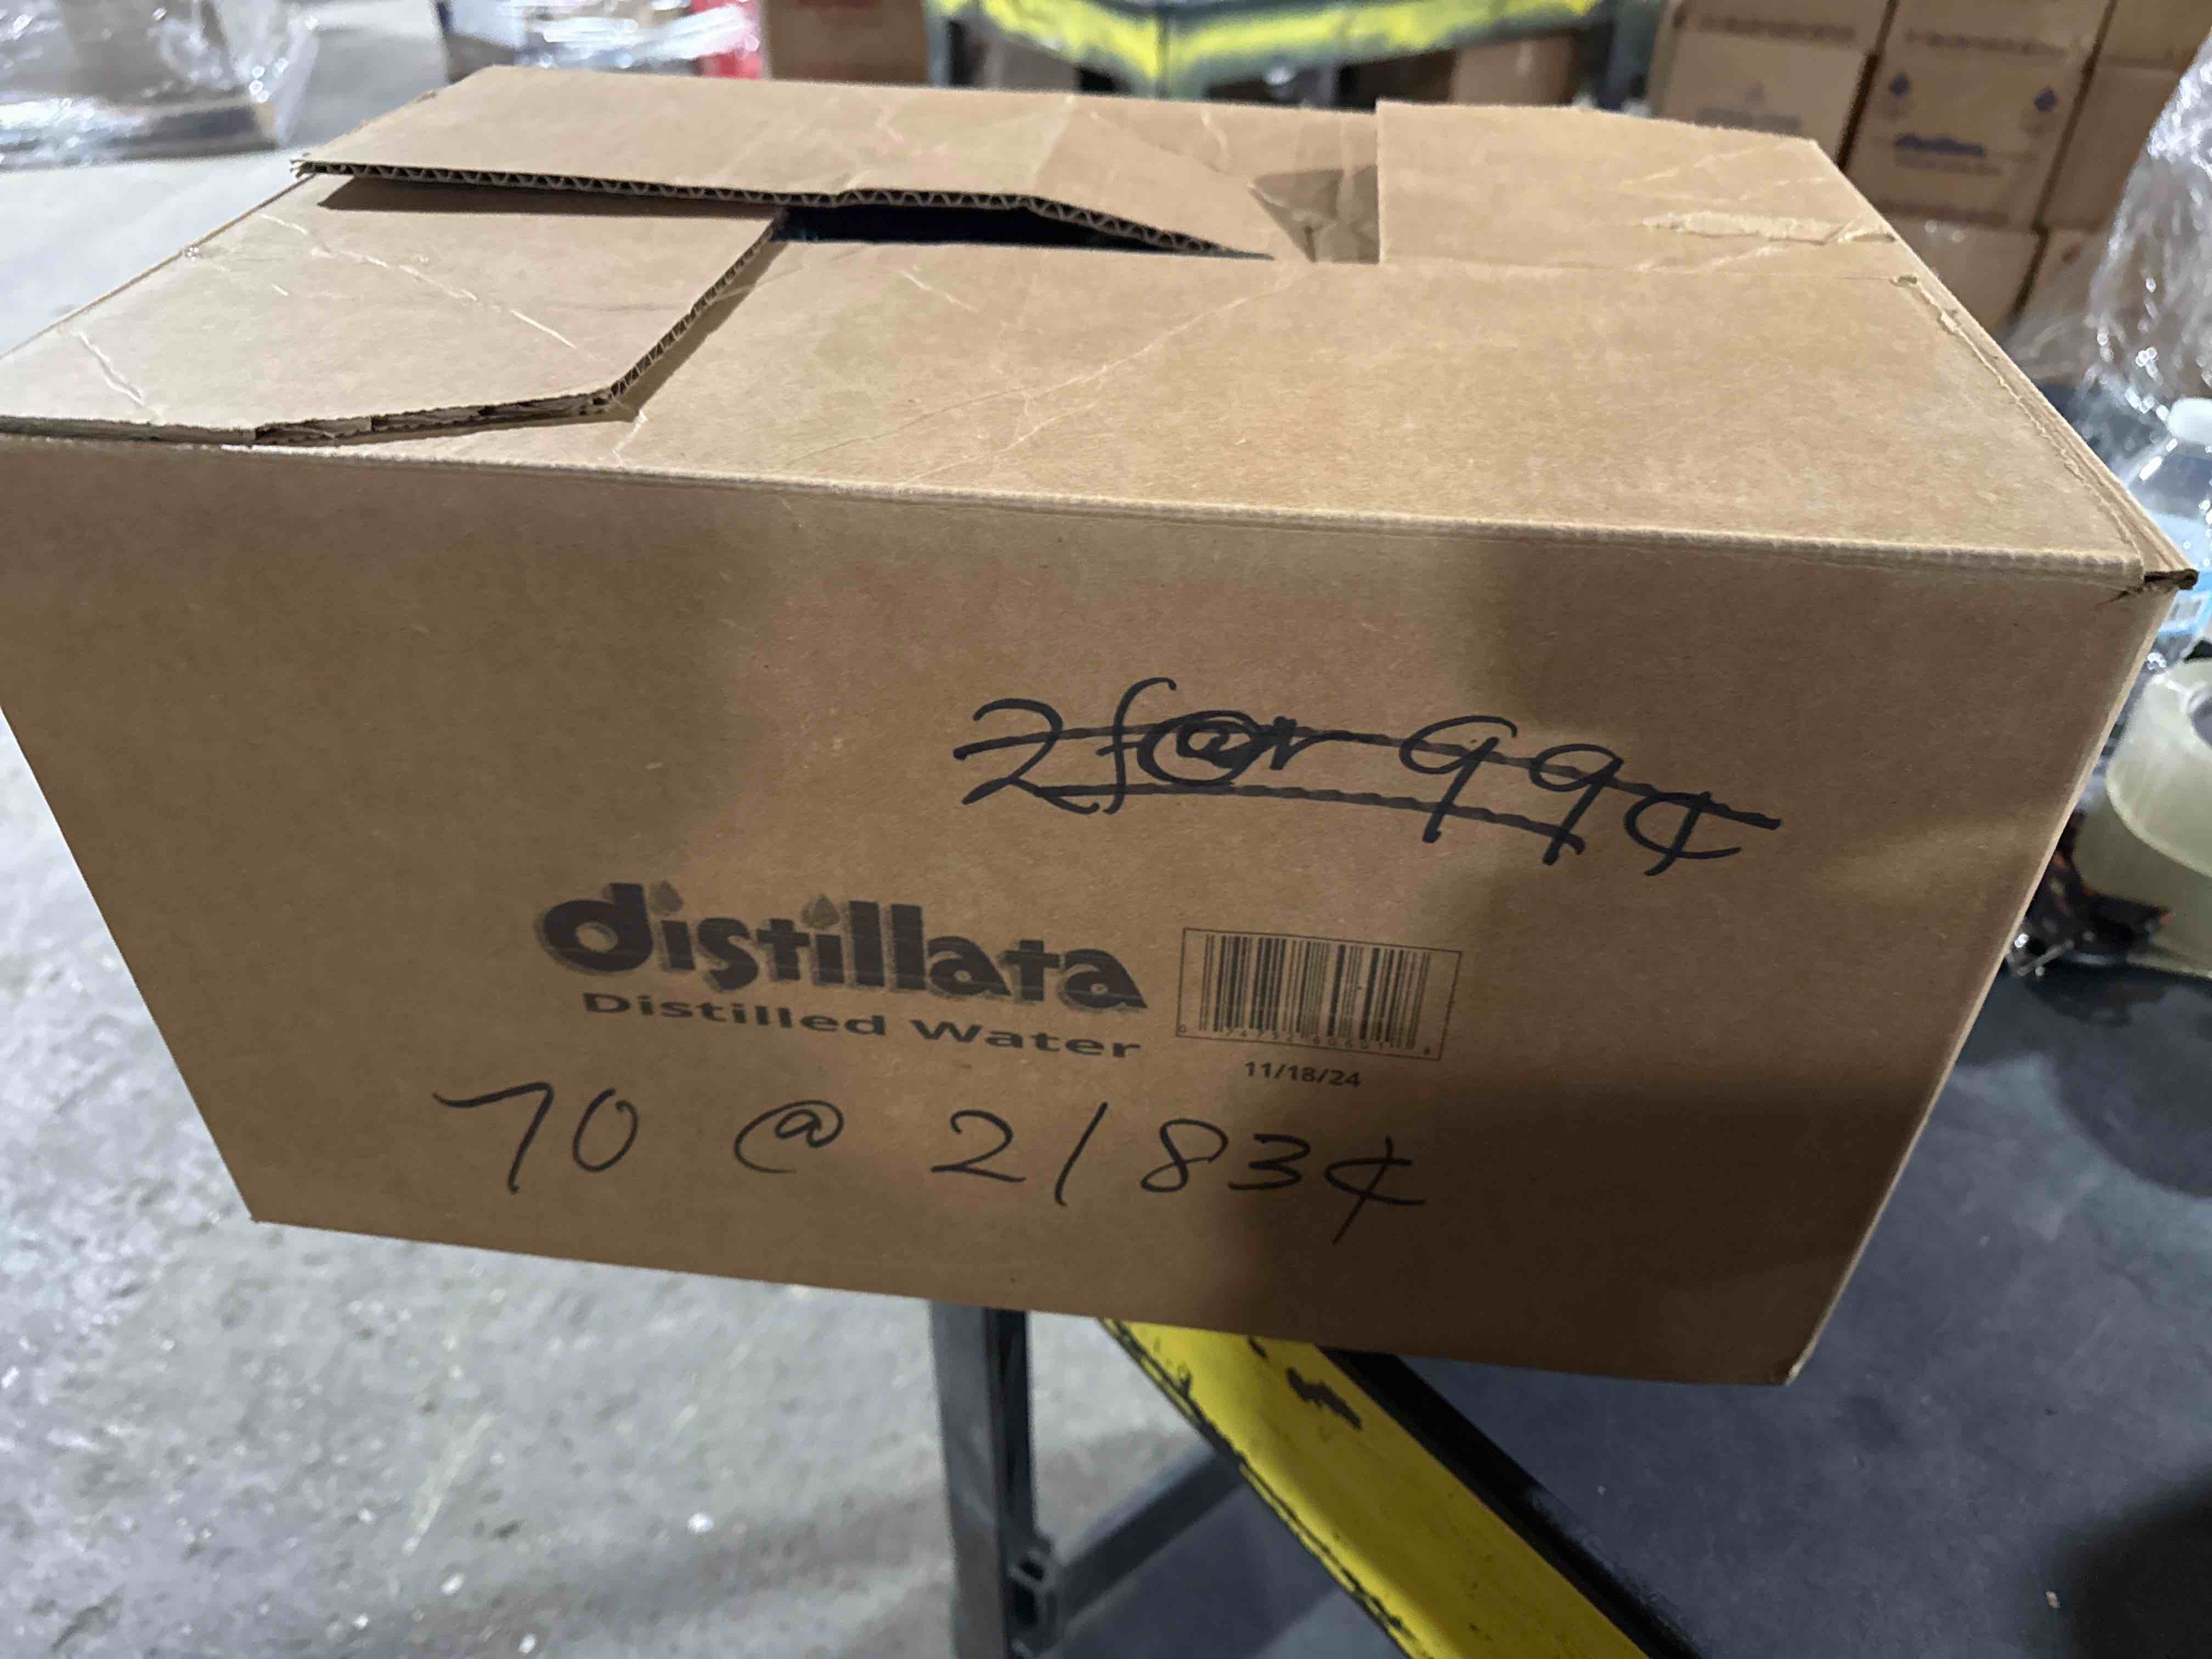 2 for 99¢
distillata
Distilled Water
11/18/24
70 @ 2/83¢